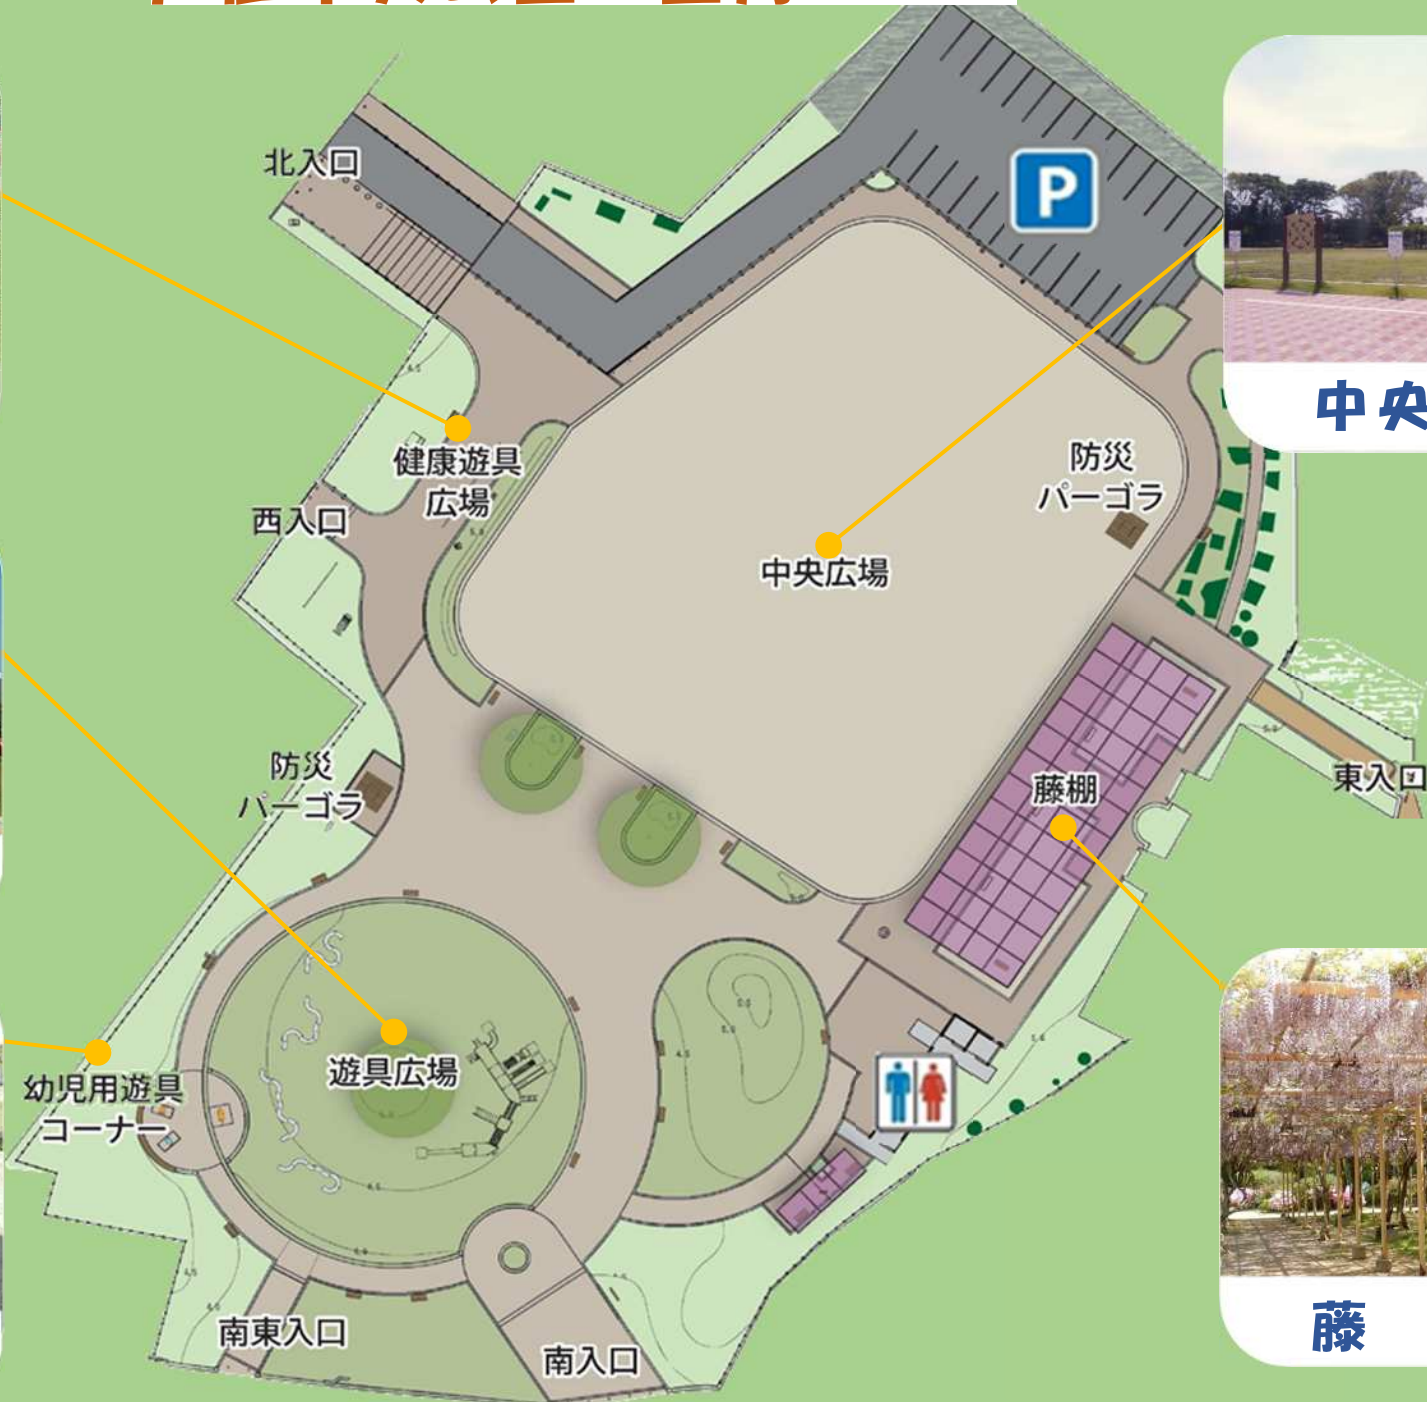 P
北入口
中央
健康遊具
広場
防災
パーゴラ
西入口
中央広場
防災
パーゴラ
藤棚
東入口
遊具広場
幼児用遊具
コーナー
藤
南東入口
南入口